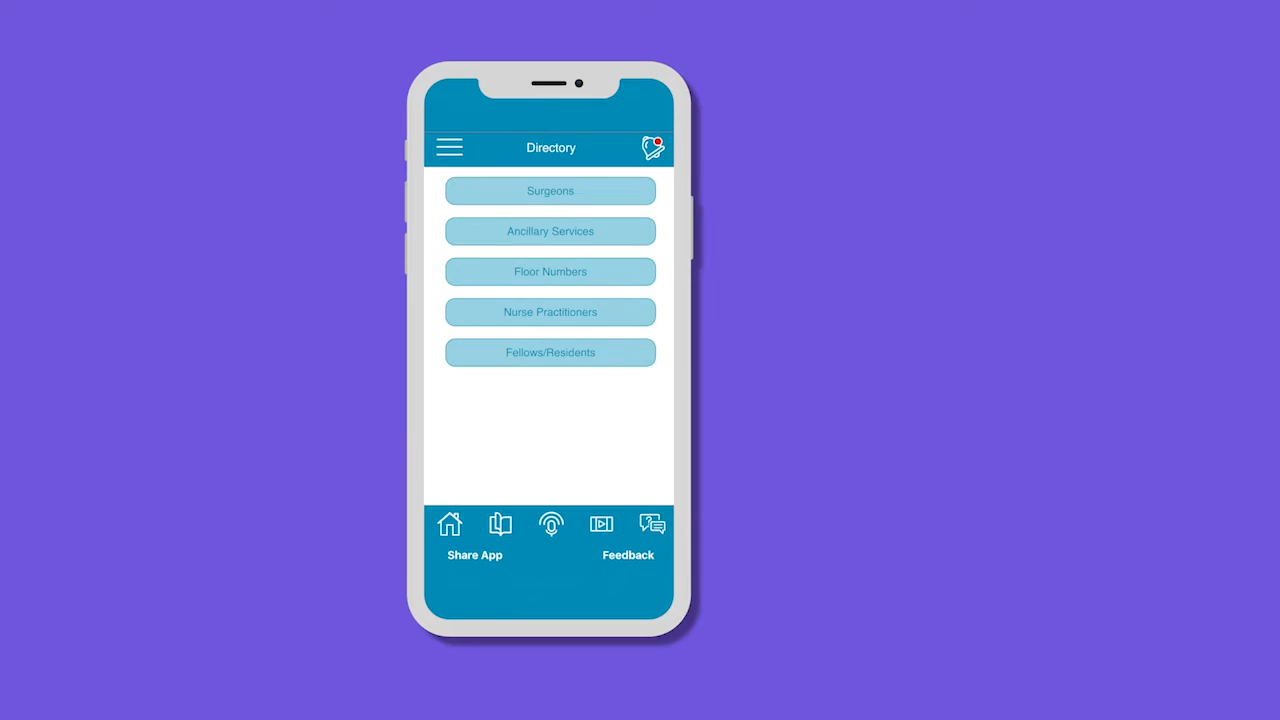 Directory
Surgeons
Ancillary Services
Floor Numbers
Nurse Practitioners
Fellows/Residents
Share App Feedback